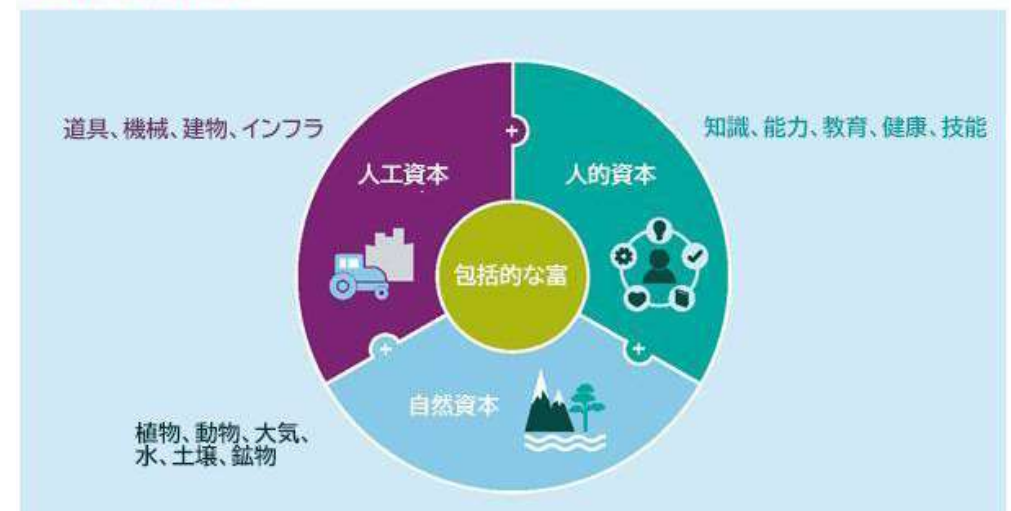 道具、機械、建物、インフラ
知識、能力、教育、健康、技能
人工資本
人的資本
包括的な富
自然資本
植物、動物、大気、
水、土壌、鉱物